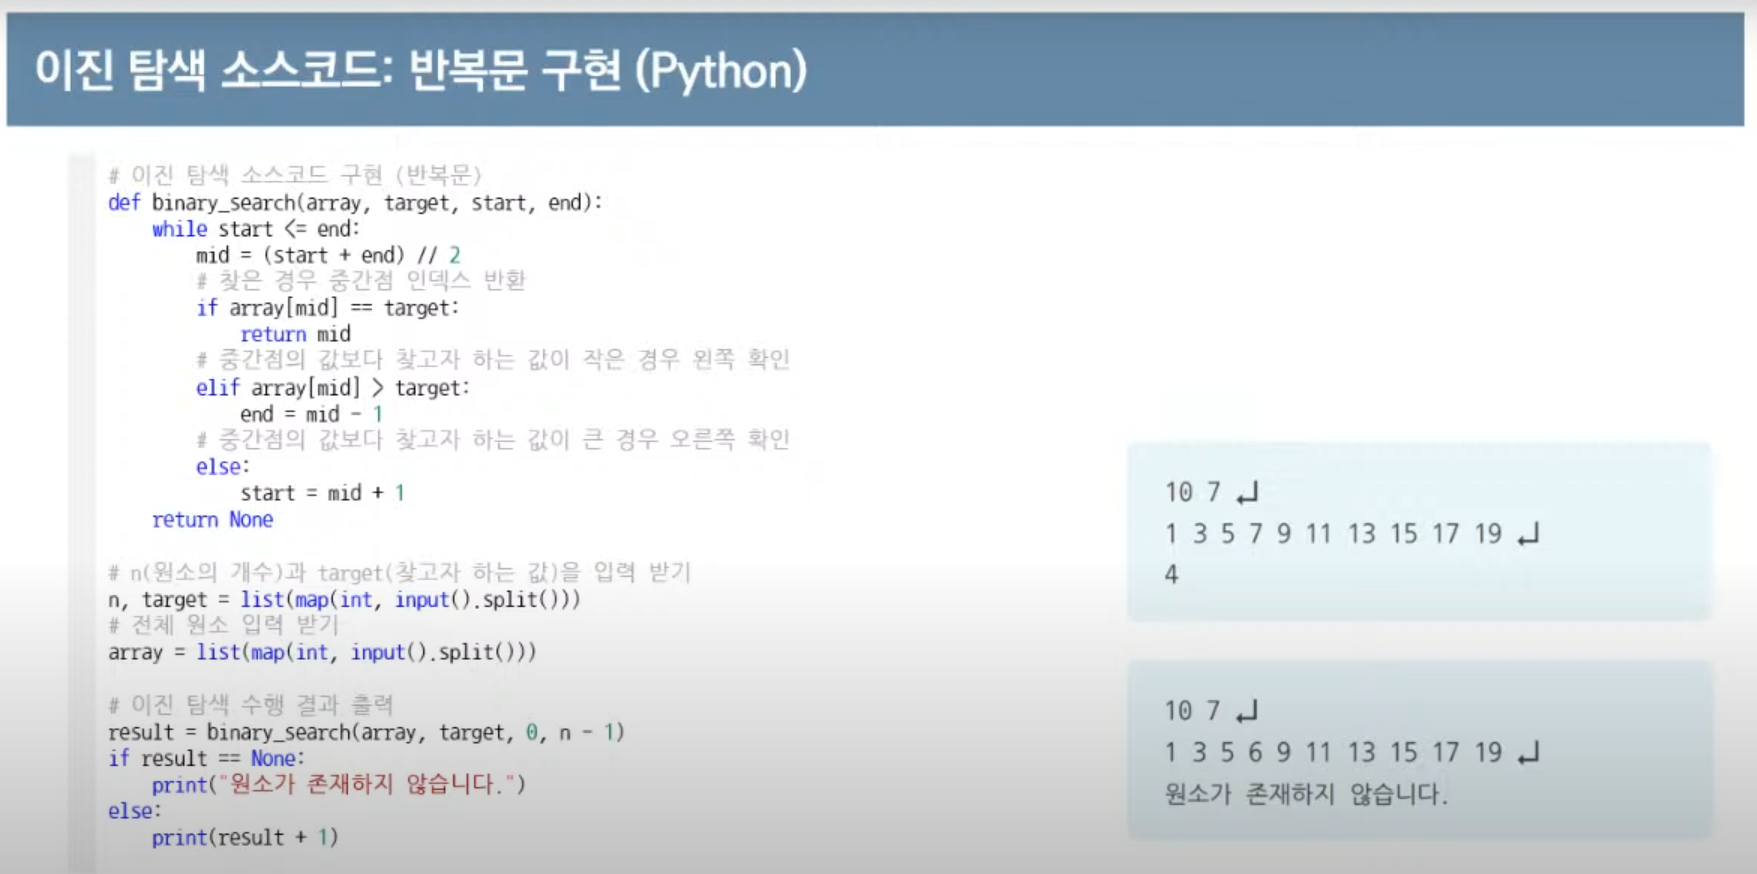 이진 탐색 소스코드: 반복문 구현 (Python)
# 이진 탐색 소스코드 구현 (반복문)
def binary_search(array, target, start, end):
    while start <= end:
        mid = (start + end) // 2
        # 찾은 경우 중간점 인덱스 반환
        if array[mid] == target:
            return mid
        # 중간점의 값보다 찾고자 하는 값이 작은 경우 왼쪽 확인
        elif array[mid] > target:
            end = mid - 1
        # 중간점의 값보다 찾고자 하는 값이 큰 경우 오른쪽 확인
        else:
            start = mid + 1
    return None

# n(원소의 개수)과 target(찾고자 하는 값)을 입력 받기
n, target = list(map(int, input().split()))
# 전체 원소 입력 받기
array = list(map(int, input().split()))

# 이진 탐색 수행 결과 출력
result = binary_search(array, target, 0, n - 1)
if result == None:
    print("원소가 존재하지 않습니다.")
else:
    print(result + 1)
10 7 ↵
1 3 5 7 9 11 13 15 17 19 ↵
4
10 7 ↵
1 3 5 6 9 11 13 15 17 19 ↵
원소가 존재하지 않습니다.